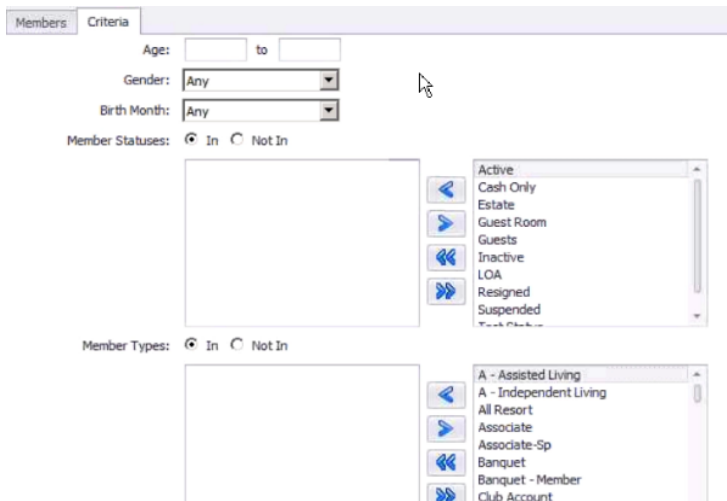 Members Criteria
Age: to
Gender: Any
Birth Month: Any
Member Statuses: In Not In
Active
Cash Only
Estate
Guest Room
Guests
Inactive
LOA
Resigned
Suspended
Test Status
Member Types: In Not In
A - Assisted Living
A - Independent Living
All Resort
Associate
Associate-Sp
Banquet
Banquet - Member
Club Account